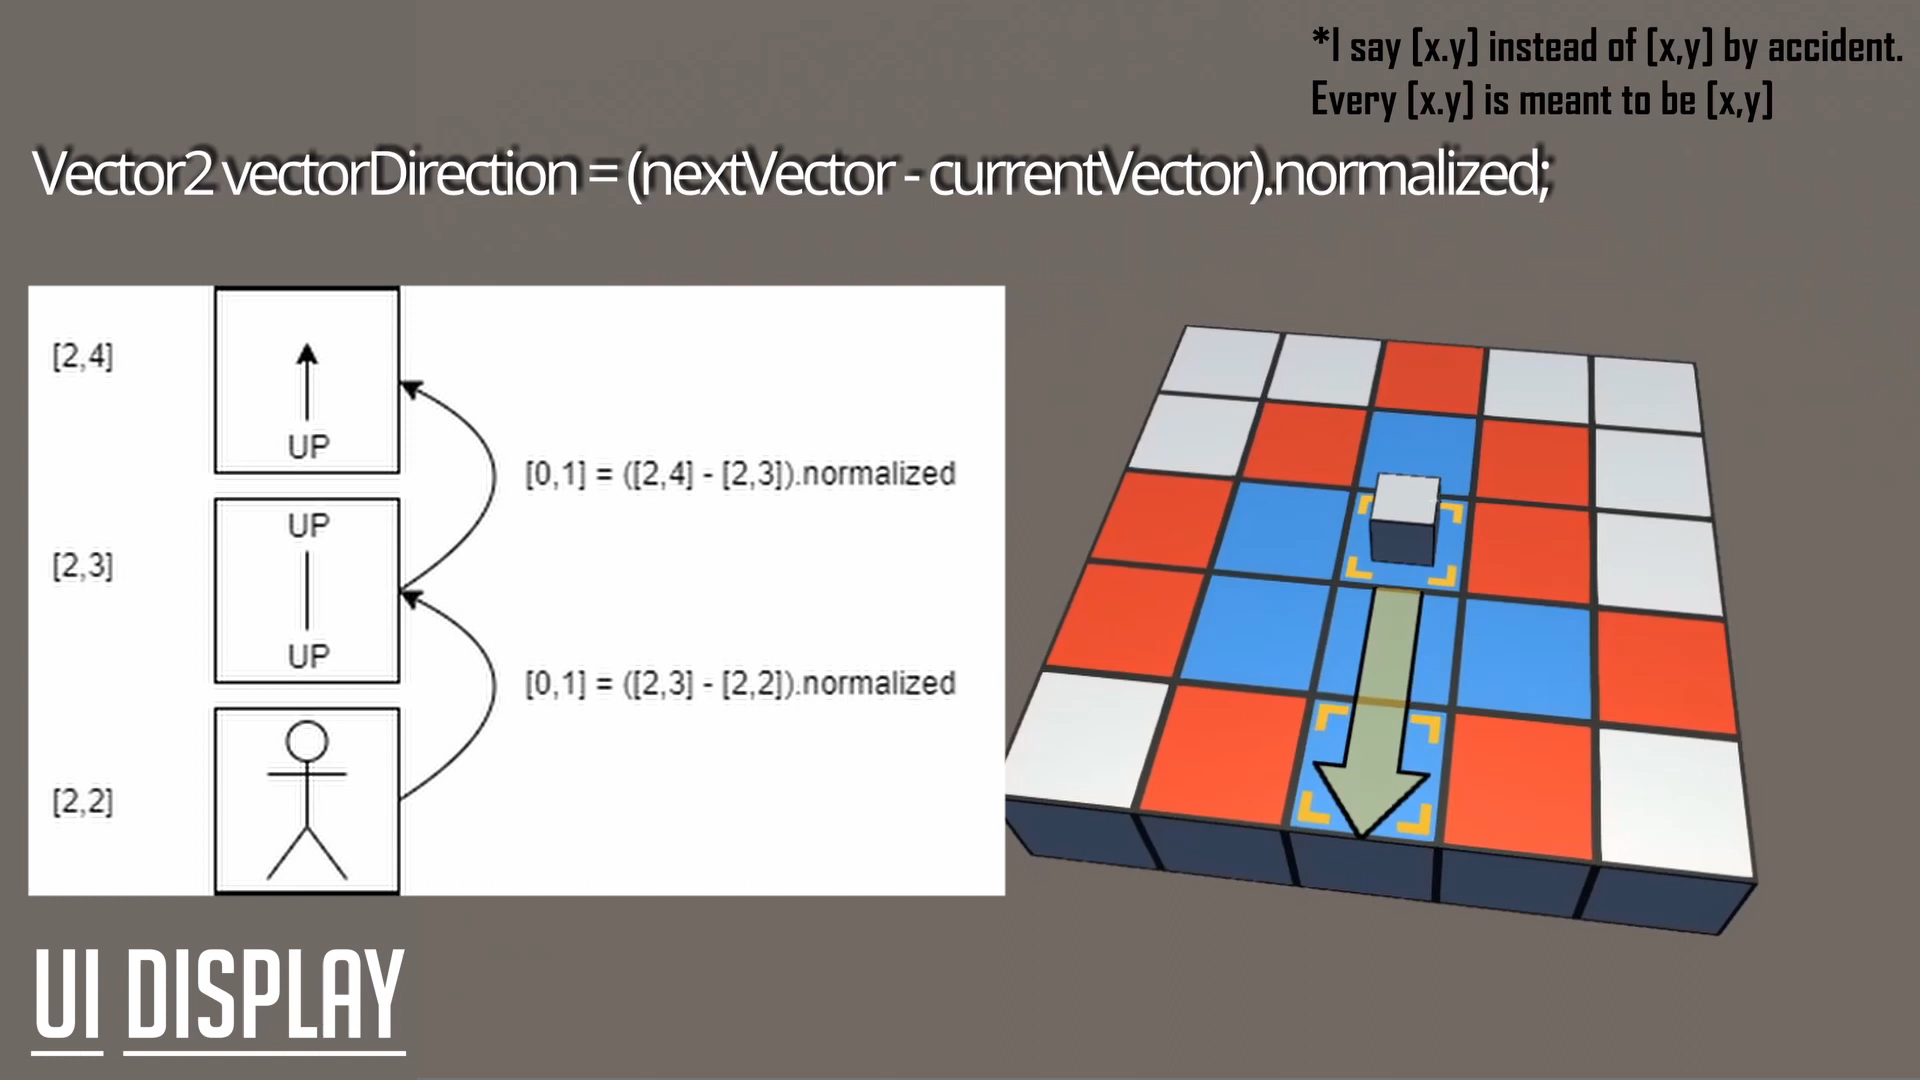 *I say [x.y] instead of [x,y] by accident.
Every [x.y] is meant to be [x,y]
Vector2 vectorDirection = (nextVector - currentVector).normalized;
[2,4]
UP
[0,1] = ([2,4] - [2,3]).normalized
UP
[2,3]
UP
[0,1] = ([2,3] - [2,2]).normalized
[2,2]
UI DISPLAY